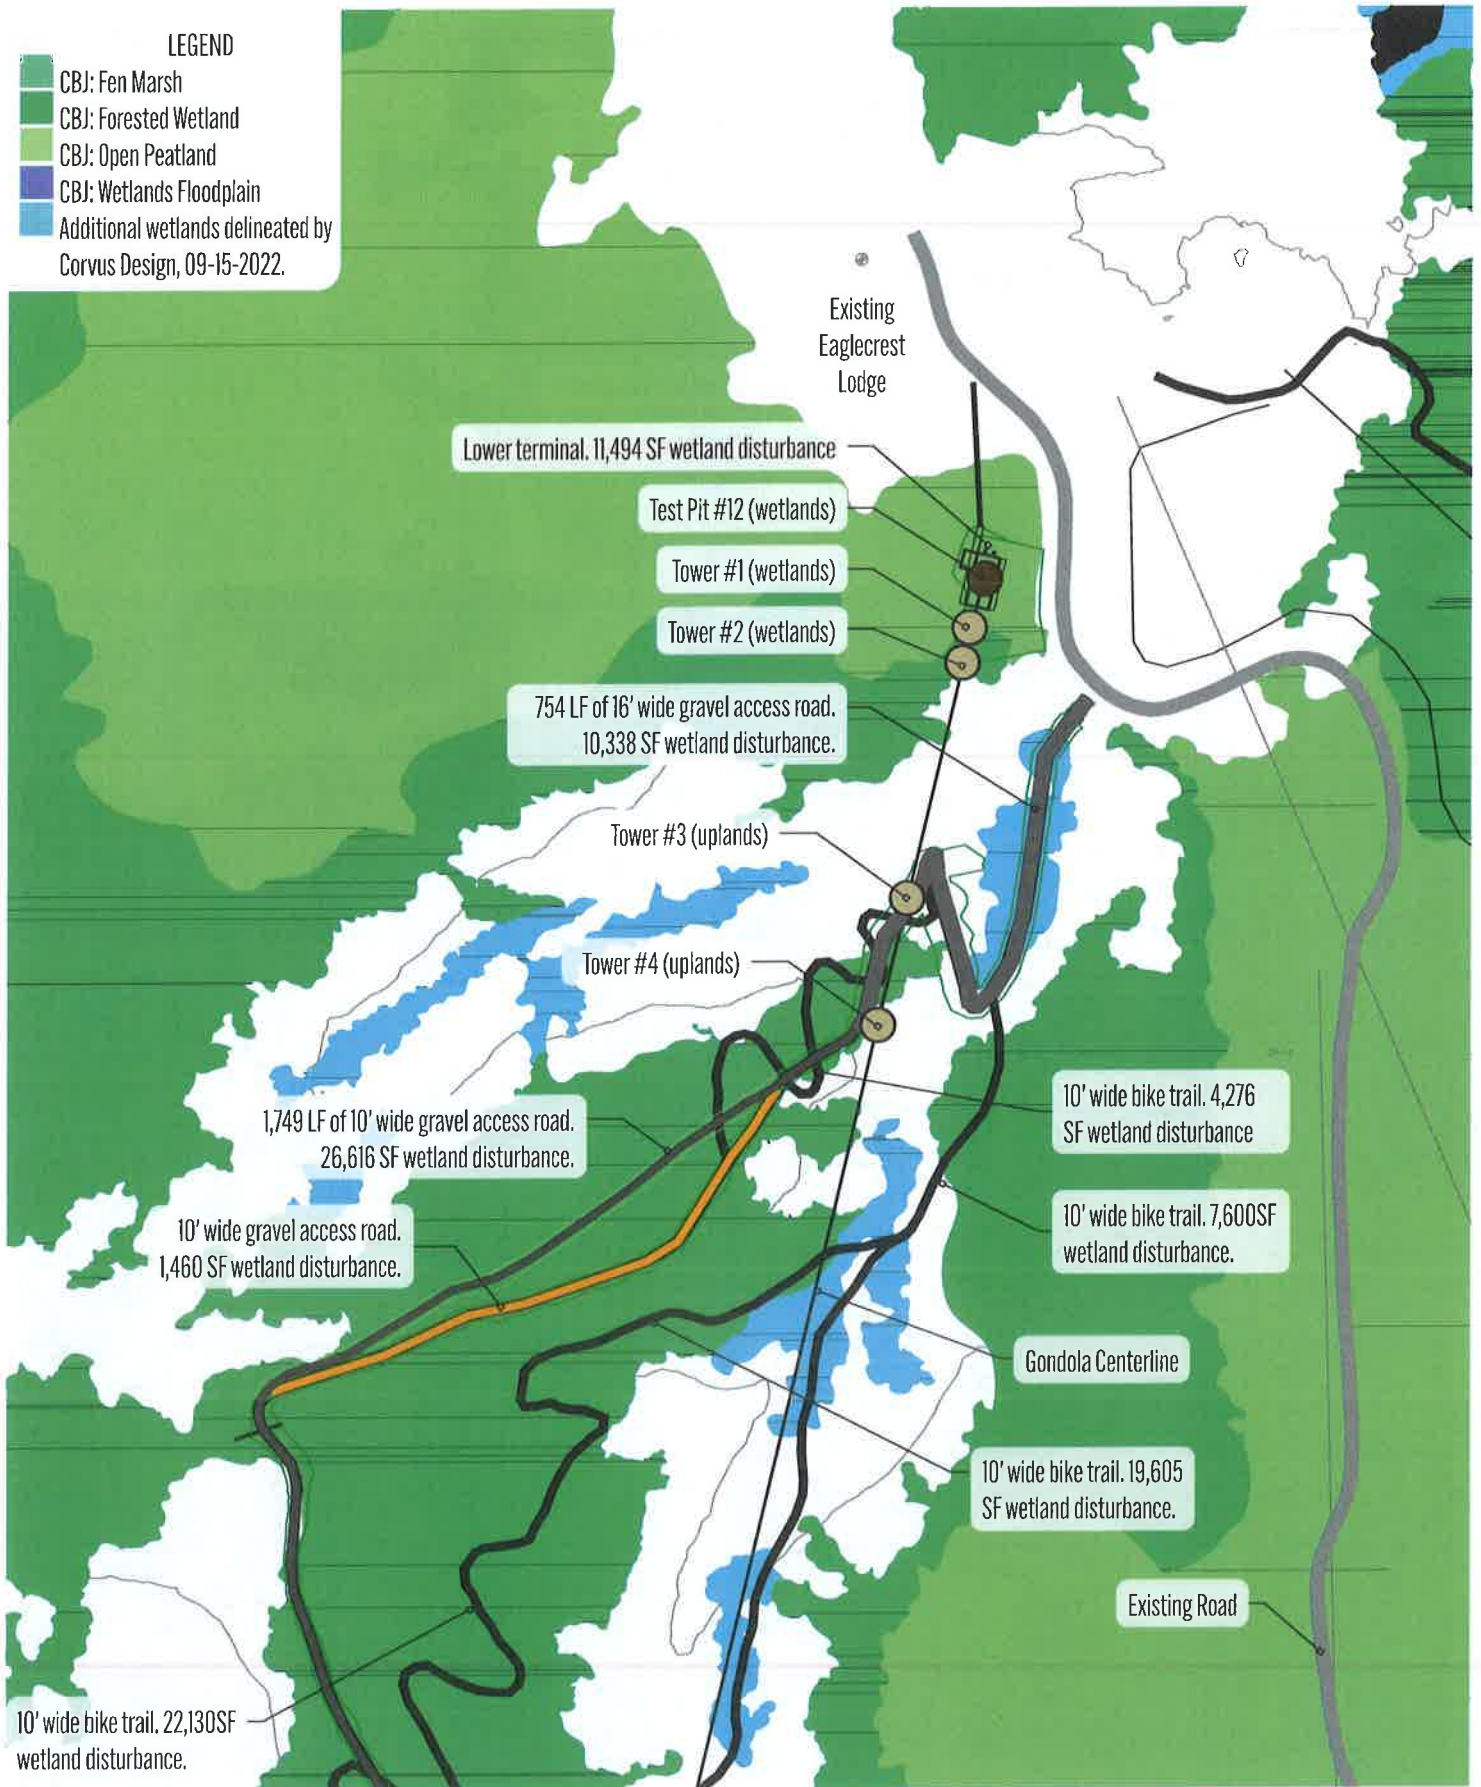 LEGEND
CBJ: Fen Marsh
CBJ: Forested Wetland
CBJ: Open Peatland
CBJ: Wetlands Floodplain
Additional wetlands delineated by
Corvus Design, 09-15-2022.
Existing
Eaglecrest
Lodge
Lower terminal. 11,494 SF wetland disturbance
Test Pit #12 (wetlands)
Tower #1 (wetlands)
Tower #2 (wetlands)
754 LF of 16' wide gravel access road.
10,338 SF wetland disturbance.
Tower #3 (uplands)
Tower #4 (uplands)
1,749 LF of 10' wide gravel access road.
26,616 SF wetland disturbance.
10' wide bike trail. 4,276
SF wetland disturbance
10' wide gravel access road.
1,460 SF wetland disturbance.
10' wide bike trail. 7,600SF
wetland disturbance.
Gondola Centerline
10' wide bike trail. 19,605
SF wetland disturbance.
Existing Road
10' wide bike trail. 22,130SF
wetland disturbance.